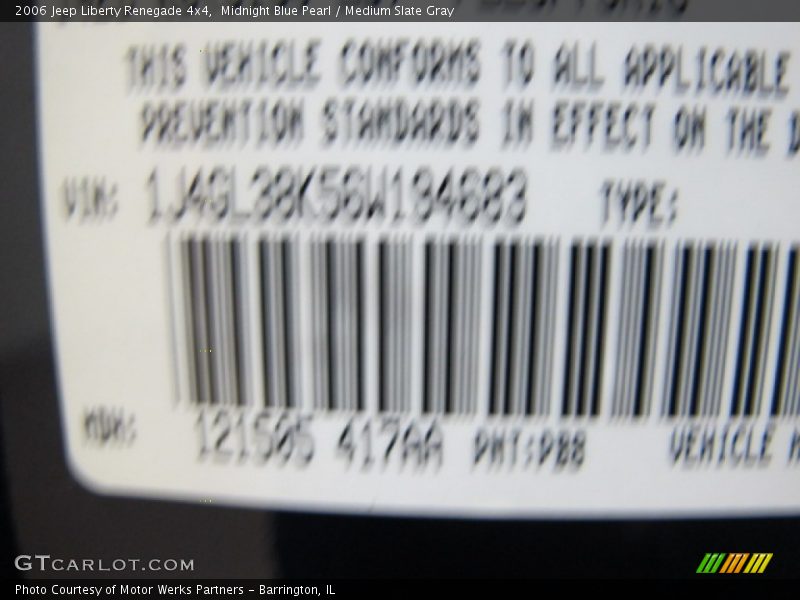 2006 Jeep Liberty Renegade 4x4, Midnight Blue Pearl / Medium Slate Gray
THIS VEHICLE CONFORMS TO ALL APPLICABLE
PREVENTION STANDARDS IN EFFECT ON THE D
VIN: 1J4GL38K56W194683 TYPE:
MDH: 121505 417AA PNT:PB8 VEHICLE M
GTCARLOT.COM
Photo Courtesy of Motor Werks Partners - Barrington, IL